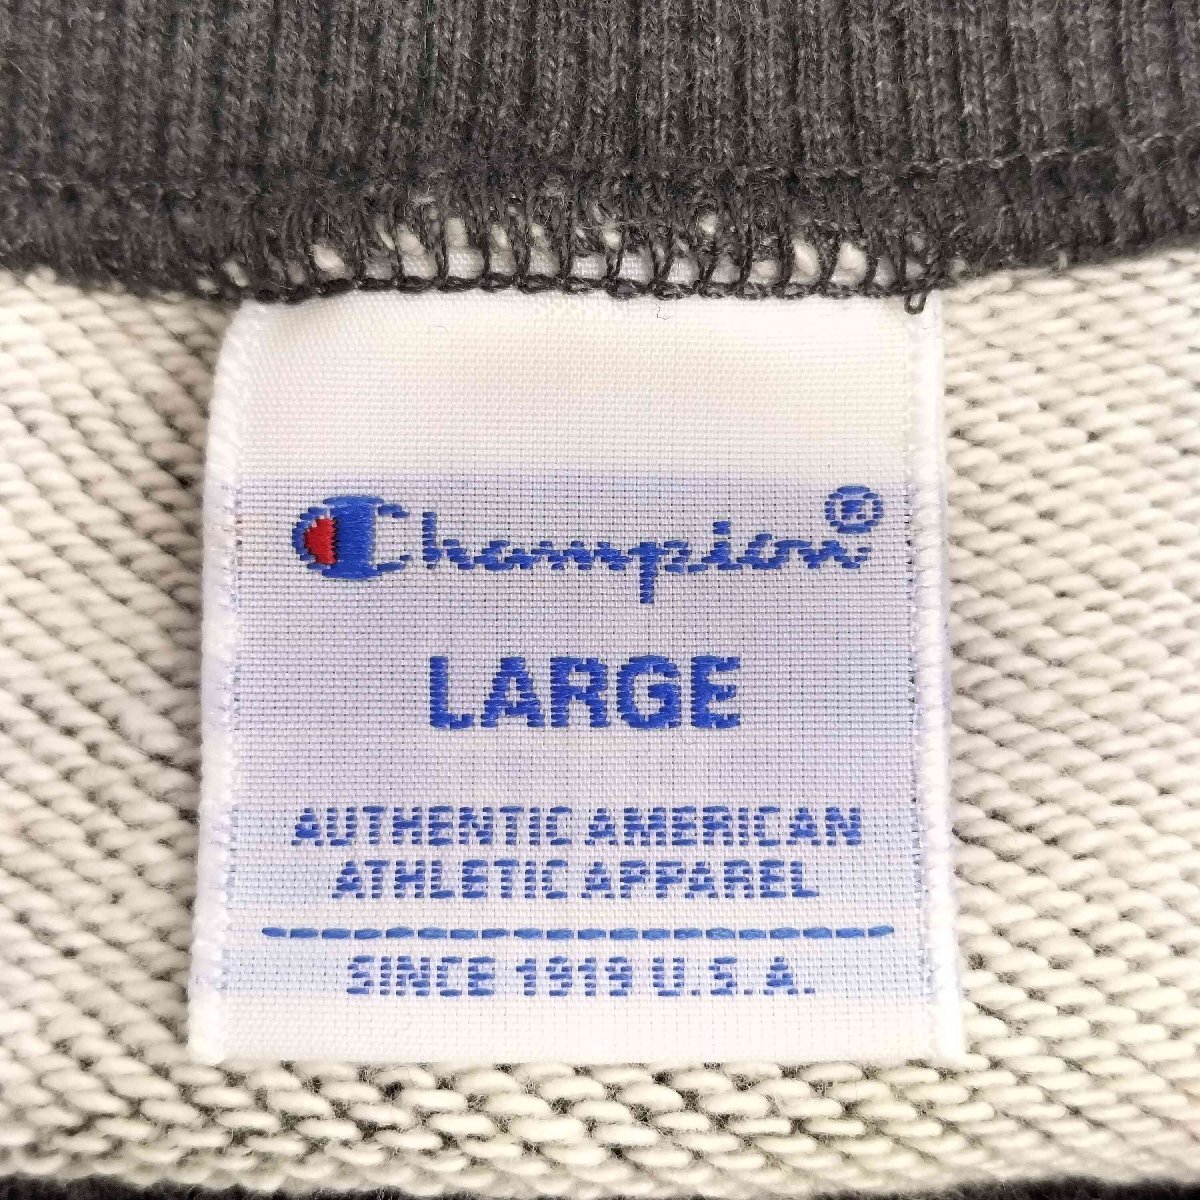 Champion®
LARGE
AUTHENTIC AMERICAN
ATHLETIC APPAREL
SINCE 1919 U.S.A.